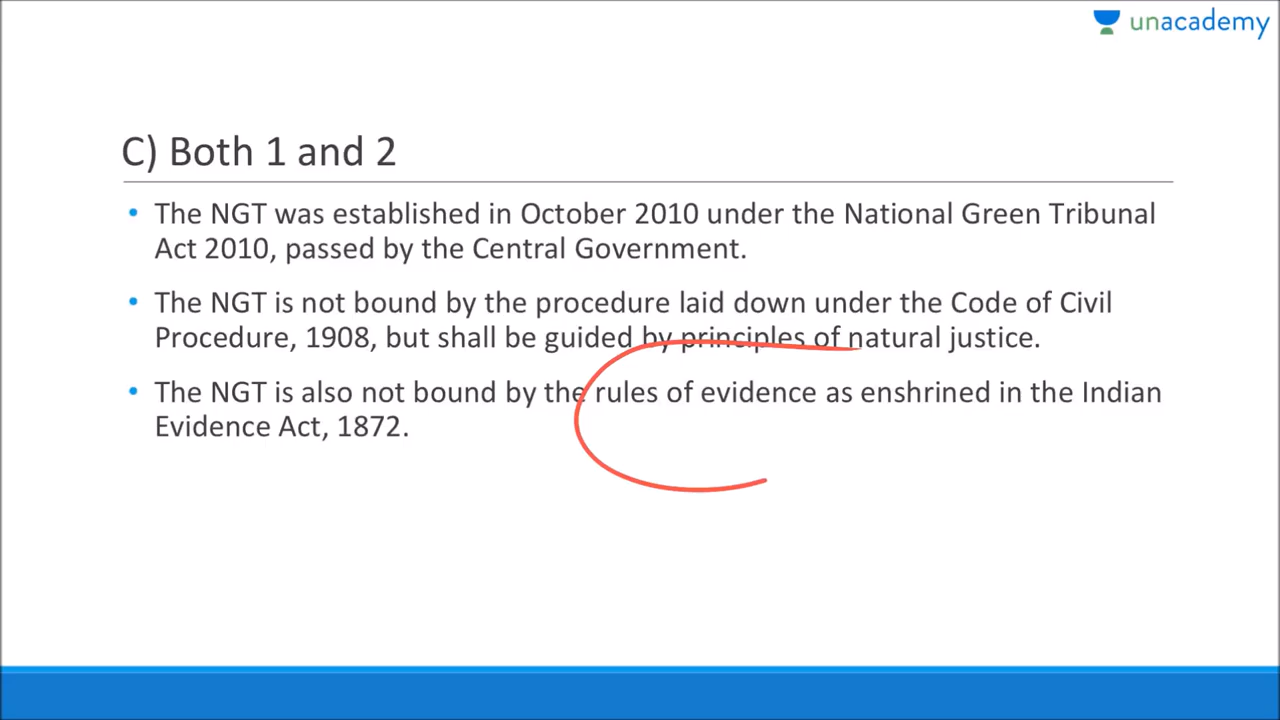 unacademy
C) Both 1 and 2
• The NGT was established in October 2010 under the National Green Tribunal
Act 2010, passed by the Central Government.
• The NGT is not bound by the procedure laid down under the Code of Civil
Procedure, 1908, but shall be guided by principles of natural justice.
• The NGT is also not bound by the rules of evidence as enshrined in the Indian
Evidence Act, 1872.